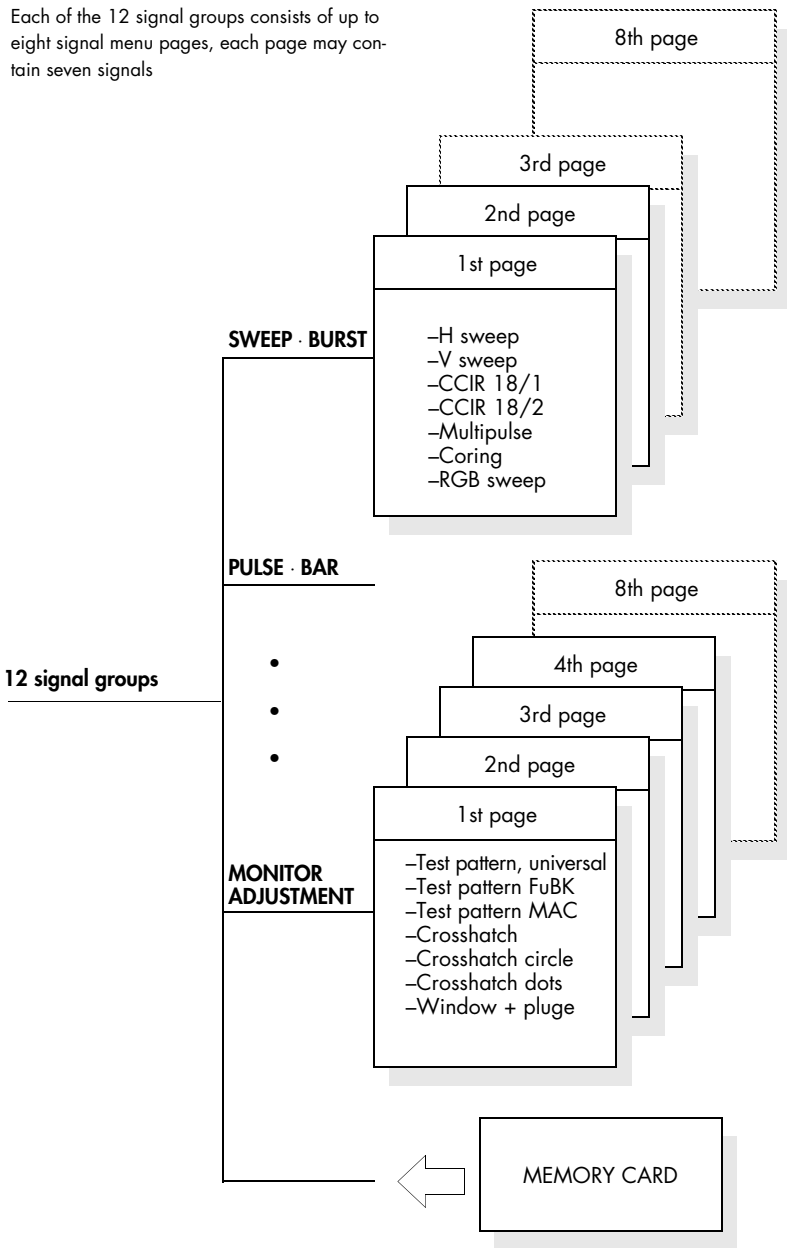 Each of the 12 signal groups consists of up to
eight signal menu pages, each page may con-
tain seven signals
8th page
3rd page
2nd page
1st page
SWEEP · BURST
–H sweep
–V sweep
–CCIR 18/1
–CCIR 18/2
–Multipulse
–Coring
–RGB sweep
PULSE · BAR
8th page
4th page
12 signal groups
3rd page
2nd page
1st page
MONITOR
ADJUSTMENT
–Test pattern, universal
–Test pattern FuBK
–Test pattern MAC
–Crosshatch
–Crosshatch circle
–Crosshatch dots
–Window + pluge
MEMORY CARD